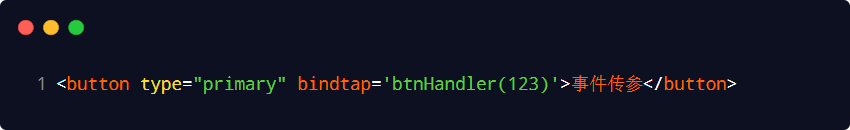 1 <button type="primary" bindtap='btnHandler(123)'>事件传参</button>